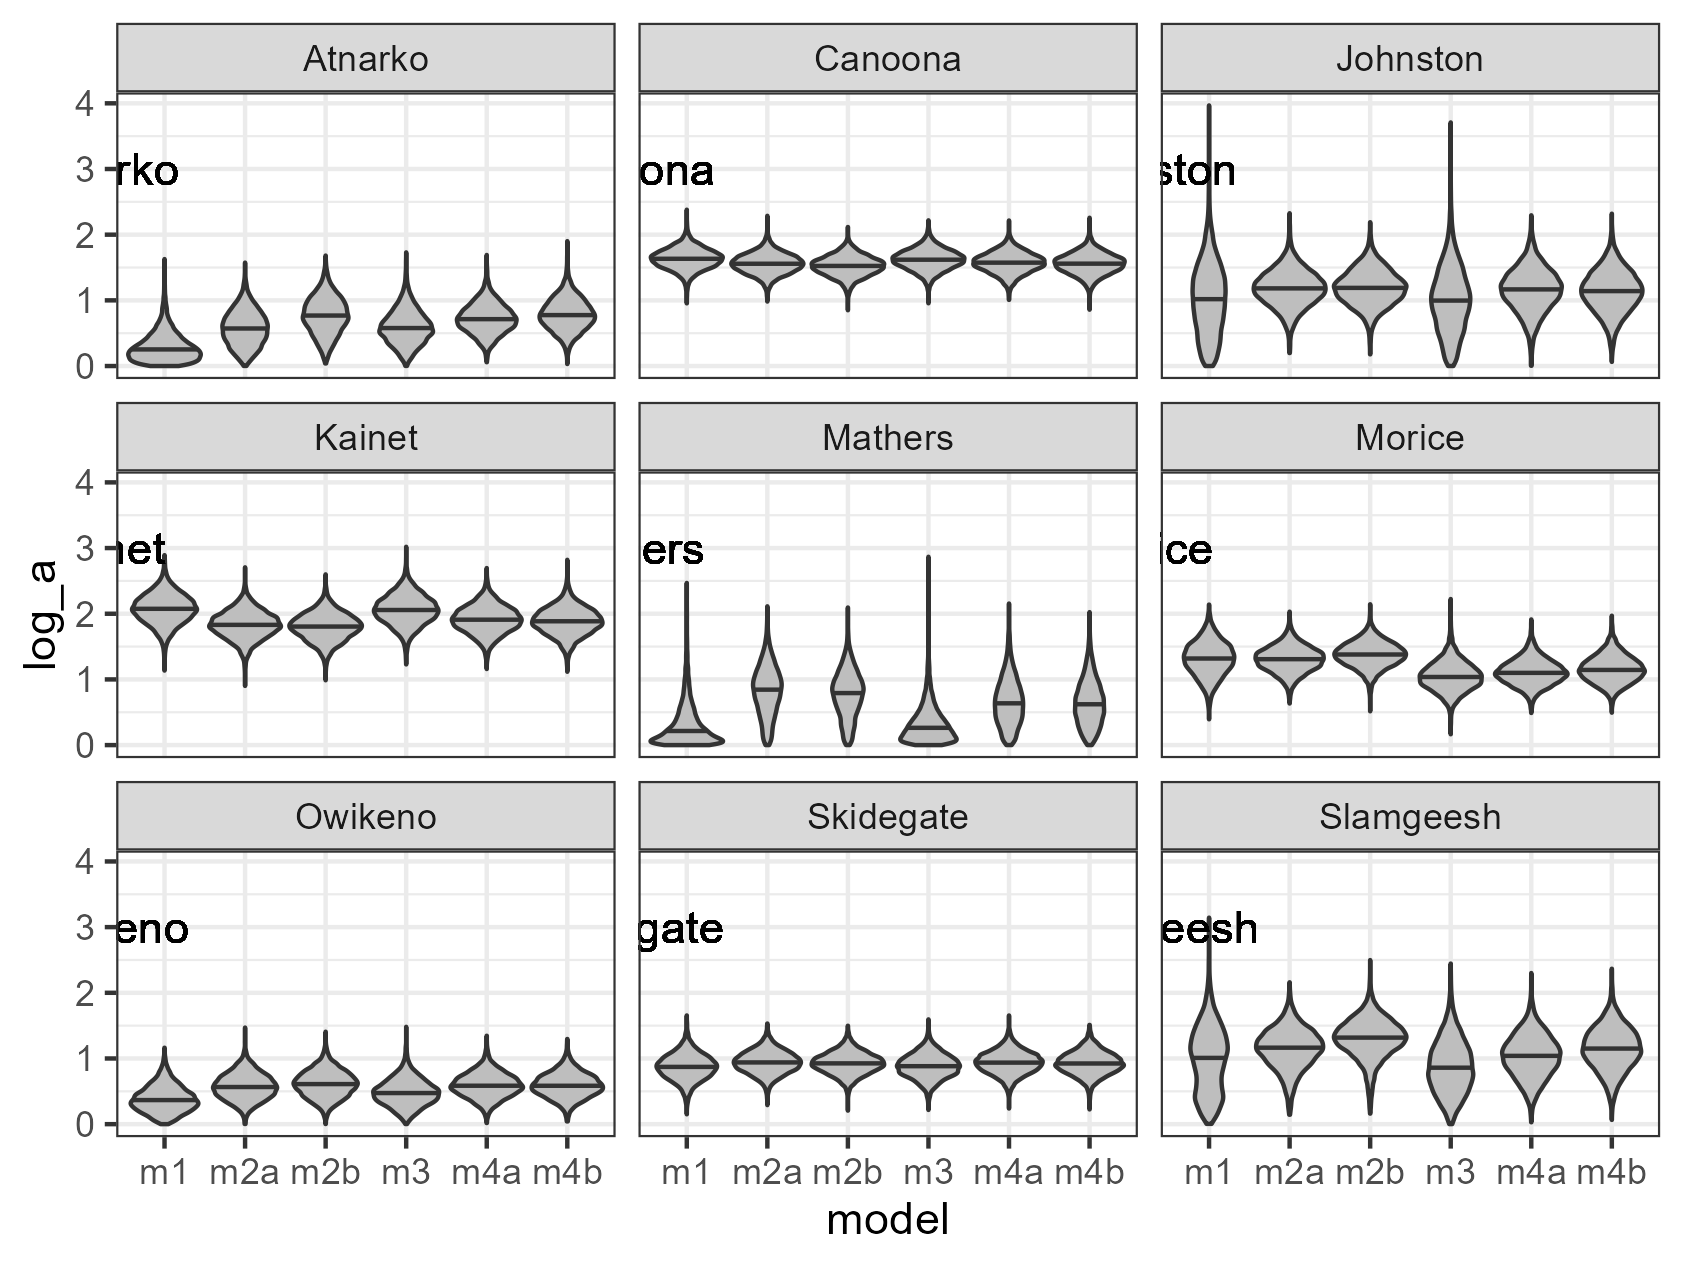 Atnarko Canoona Johnston
4
3 rko ona ston
2
1
0
Kainet Mathers Morice
4
3 net ers ice
2
1
0
log_a
Owikeno Skidegate Slamgeesh
4
3 eno gate eesh
2
1
0
m1 m2a m2b m3 m4a m4b m1 m2a m2b m3 m4a m4b m1 m2a m2b m3 m4a m4b
model